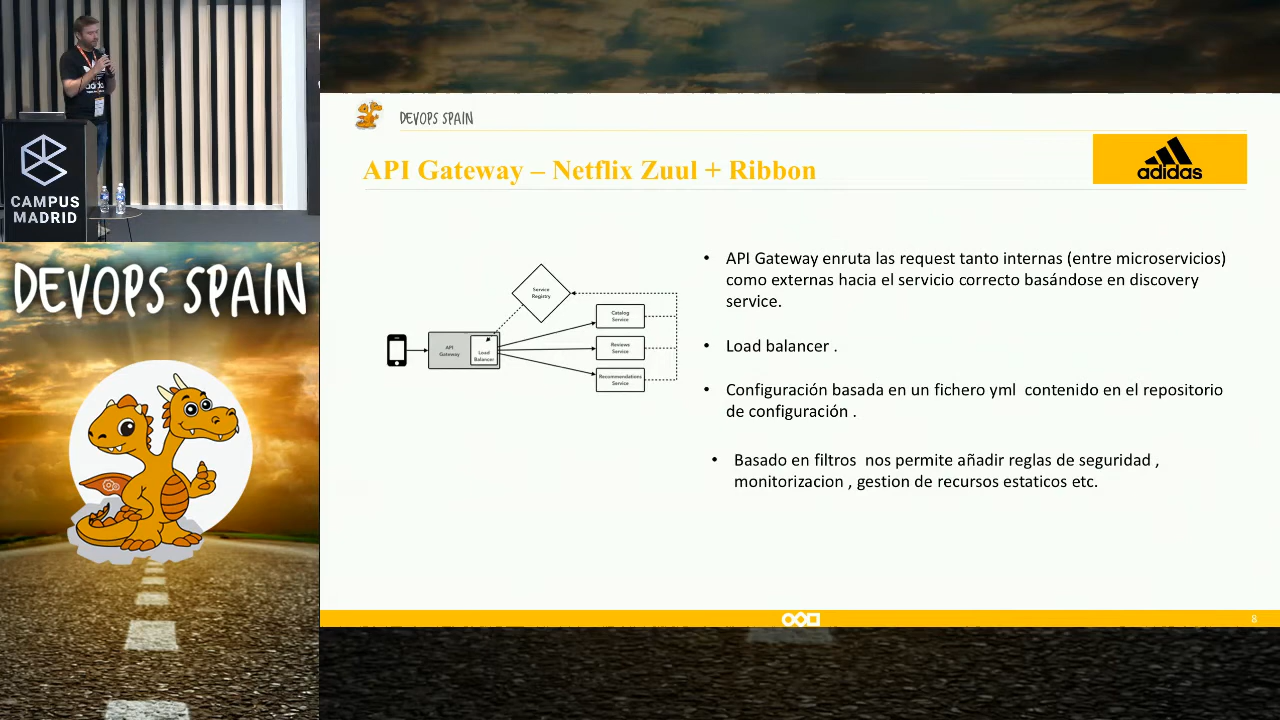 CAMPUS
MADRID
DEVOPS SPAIN
DEVOPS SPAIN
adidas
API Gateway – Netflix Zuul + Ribbon
Service
Registry
Catalog
Service
API
Gateway
Load
Balancer
Reviews
Service
Recommendations
Service
• API Gateway enruta las request tanto internas (entre microservicios)
como externas hacia el servicio correcto basándose en discovery
service.
• Load balancer .
• Configuración basada en un fichero yml contenido en el repositorio
de configuración .
• Basado en filtros nos permite añadir reglas de seguridad ,
monitorizacion , gestion de recursos estaticos etc.
8